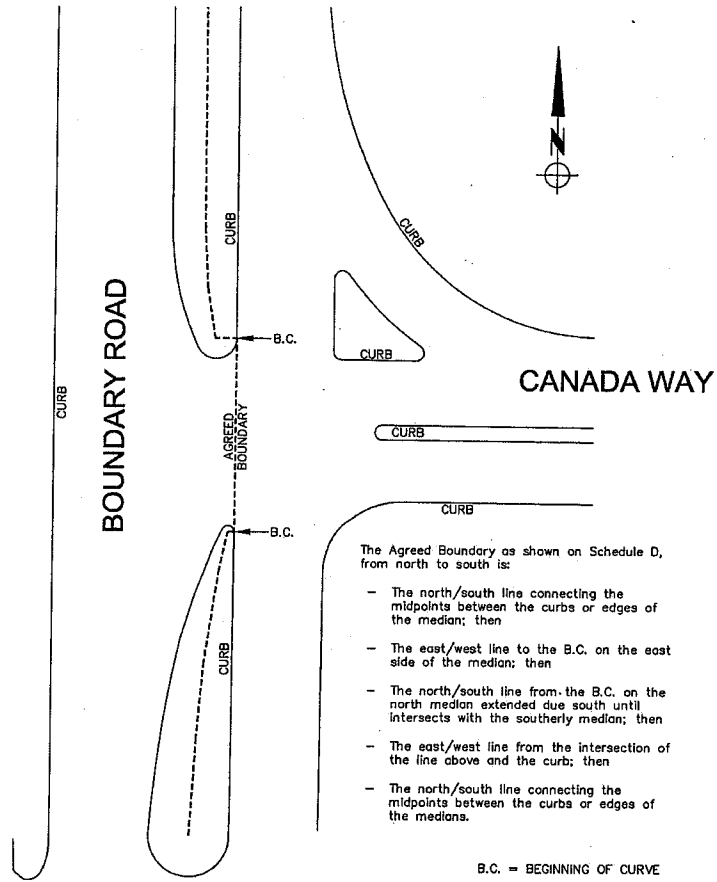 CURB
CURB
N
CURB
BOUNDARY ROAD
B.C.
CURB
CANADA WAY
CURB
AGREED
BOUNDARY
CURB
CURB
B.C.
CURB
The Agreed Boundary as shown on Schedule D,
from north to south is:
– The north/south line connecting the
midpoints between the curbs or edges of
the median; then
– The east/west line to the B.C. on the east
side of the median; then
– The north/south line from the B.C. on the
north median extended due south until
intersects with the southerly median; then
– The east/west line from the intersection of
the line above and the curb; then
– The north/south line connecting the
midpoints between the curbs or edges of
the medians.
B.C. = BEGINNING OF CURVE